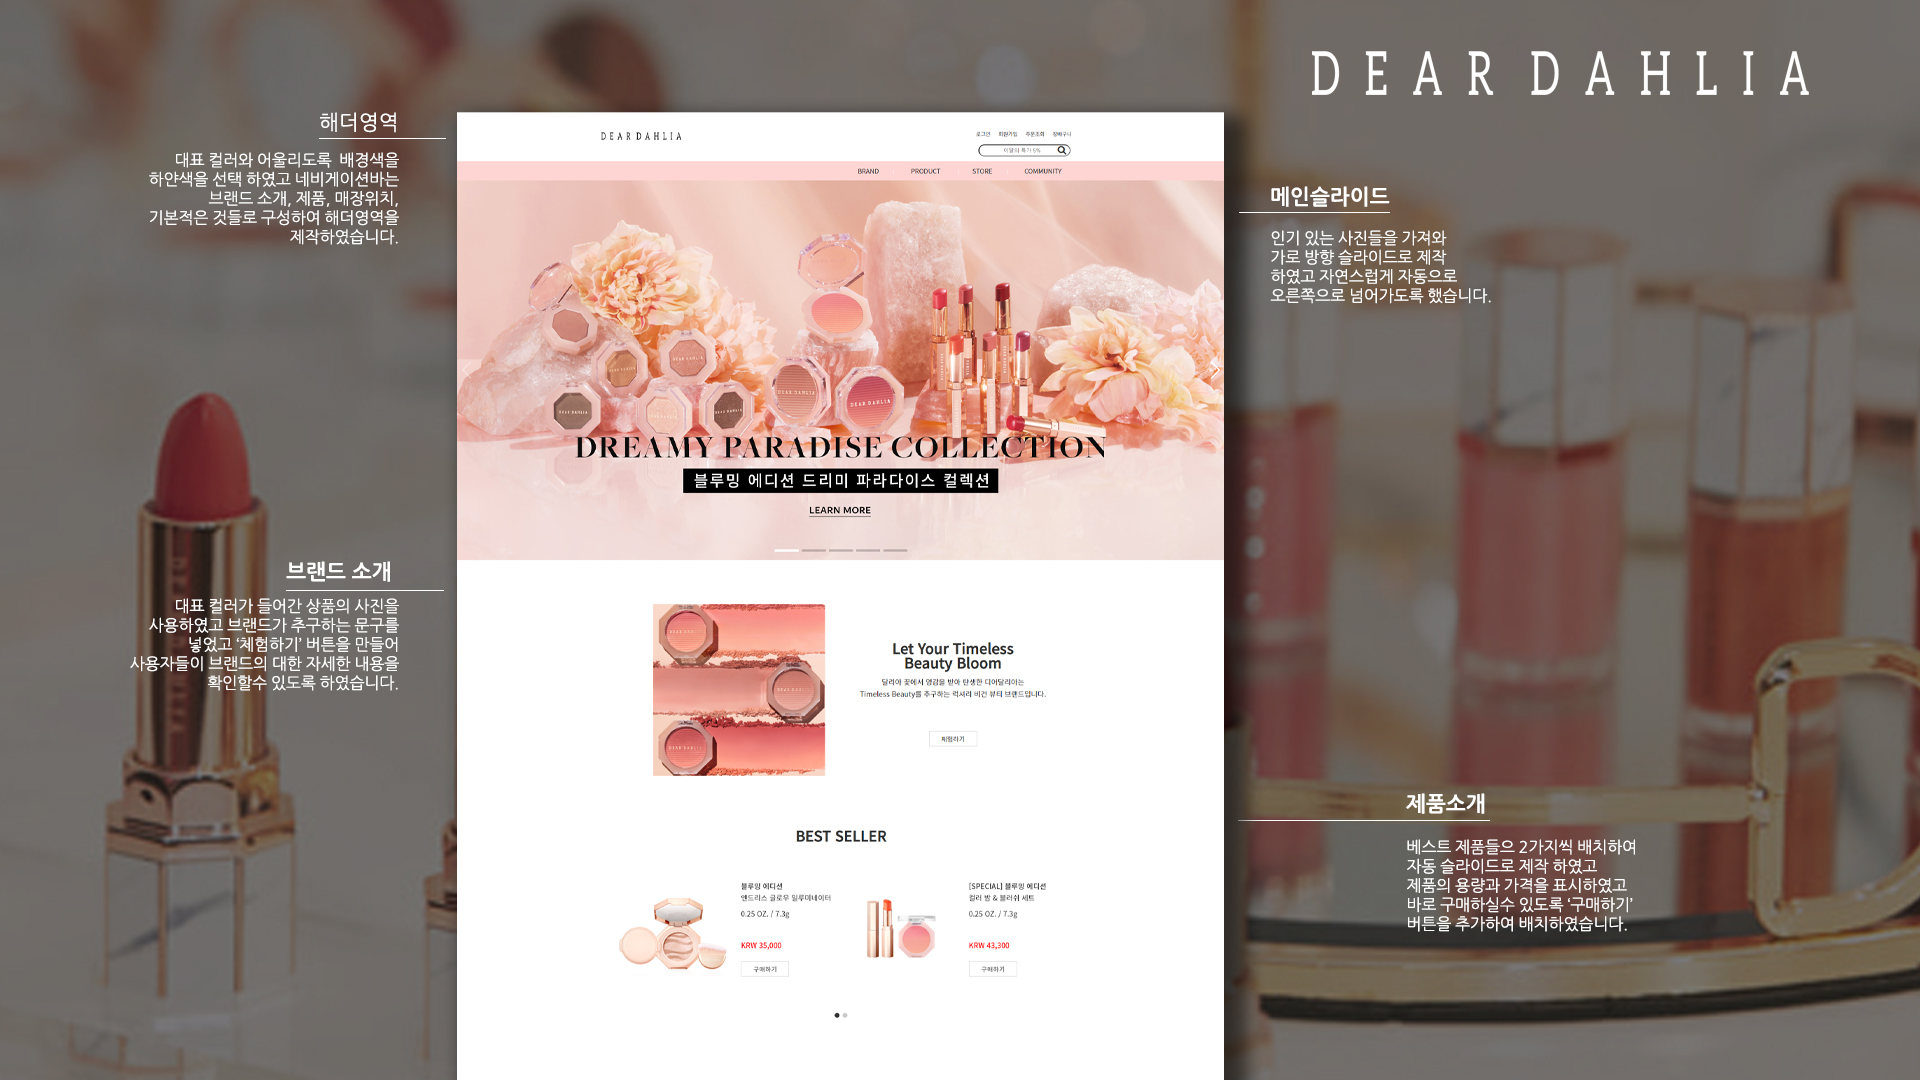 DEAR DAHLIA
해더영역
대표 컬러와 어울리도록 배경색을
하얀색을 선택 하였고 네비게이션바는
브랜드 소개, 제품, 매장위치,
기본적은 것들로 구성하여 해더영역을
제작하였습니다.
브랜드 소개
대표 컬러가 들어간 상품의 사진을
사용하였고 브랜드가 추구하는 문구를
넣었고 ‘체험하기’ 버튼을 만들어
사용자들이 브랜드의 대한 자세한 내용을
확인할수 있도록 하였습니다.
DEAR DAHLIA
로그인 회원가입 주문조회 장바구니
이달의 특가 5%
BRAND PRODUCT STORE COMMUNITY
DREAMY PARADISE COLLECTION
블루밍 에디션 드리미 파라다이스 컬렉션
LEARN MORE
Let Your Timeless
Beauty Bloom
달리아 꽃에서 영감을 받아 탄생한 디어달리아는
Timeless Beauty를 추구하는 럭셔리 비건 뷰티 브랜드입니다.
체험하기
BEST SELLER
블루밍 에디션
앤드리스 글로우 일루미네이터
0.25 OZ. / 7.3g
KRW 35,000
구매하기
[SPECIAL] 블루밍 에디션
컬러 밤 & 블러쉬 세트
0.25 OZ. / 7.3g
KRW 43,300
구매하기
메인슬라이드
인기 있는 사진들을 가져와
가로 방향 슬라이드로 제작
하였고 자연스럽게 자동으로
오른쪽으로 넘어가도록 했습니다.
제품소개
베스트 제품들으 2가지씩 배치하여
자동 슬라이드로 제작 하였고
제품의 용량과 가격을 표시하였고
바로 구매하실수 있도록 ‘구매하기’
버튼을 추가하여 배치하였습니다.